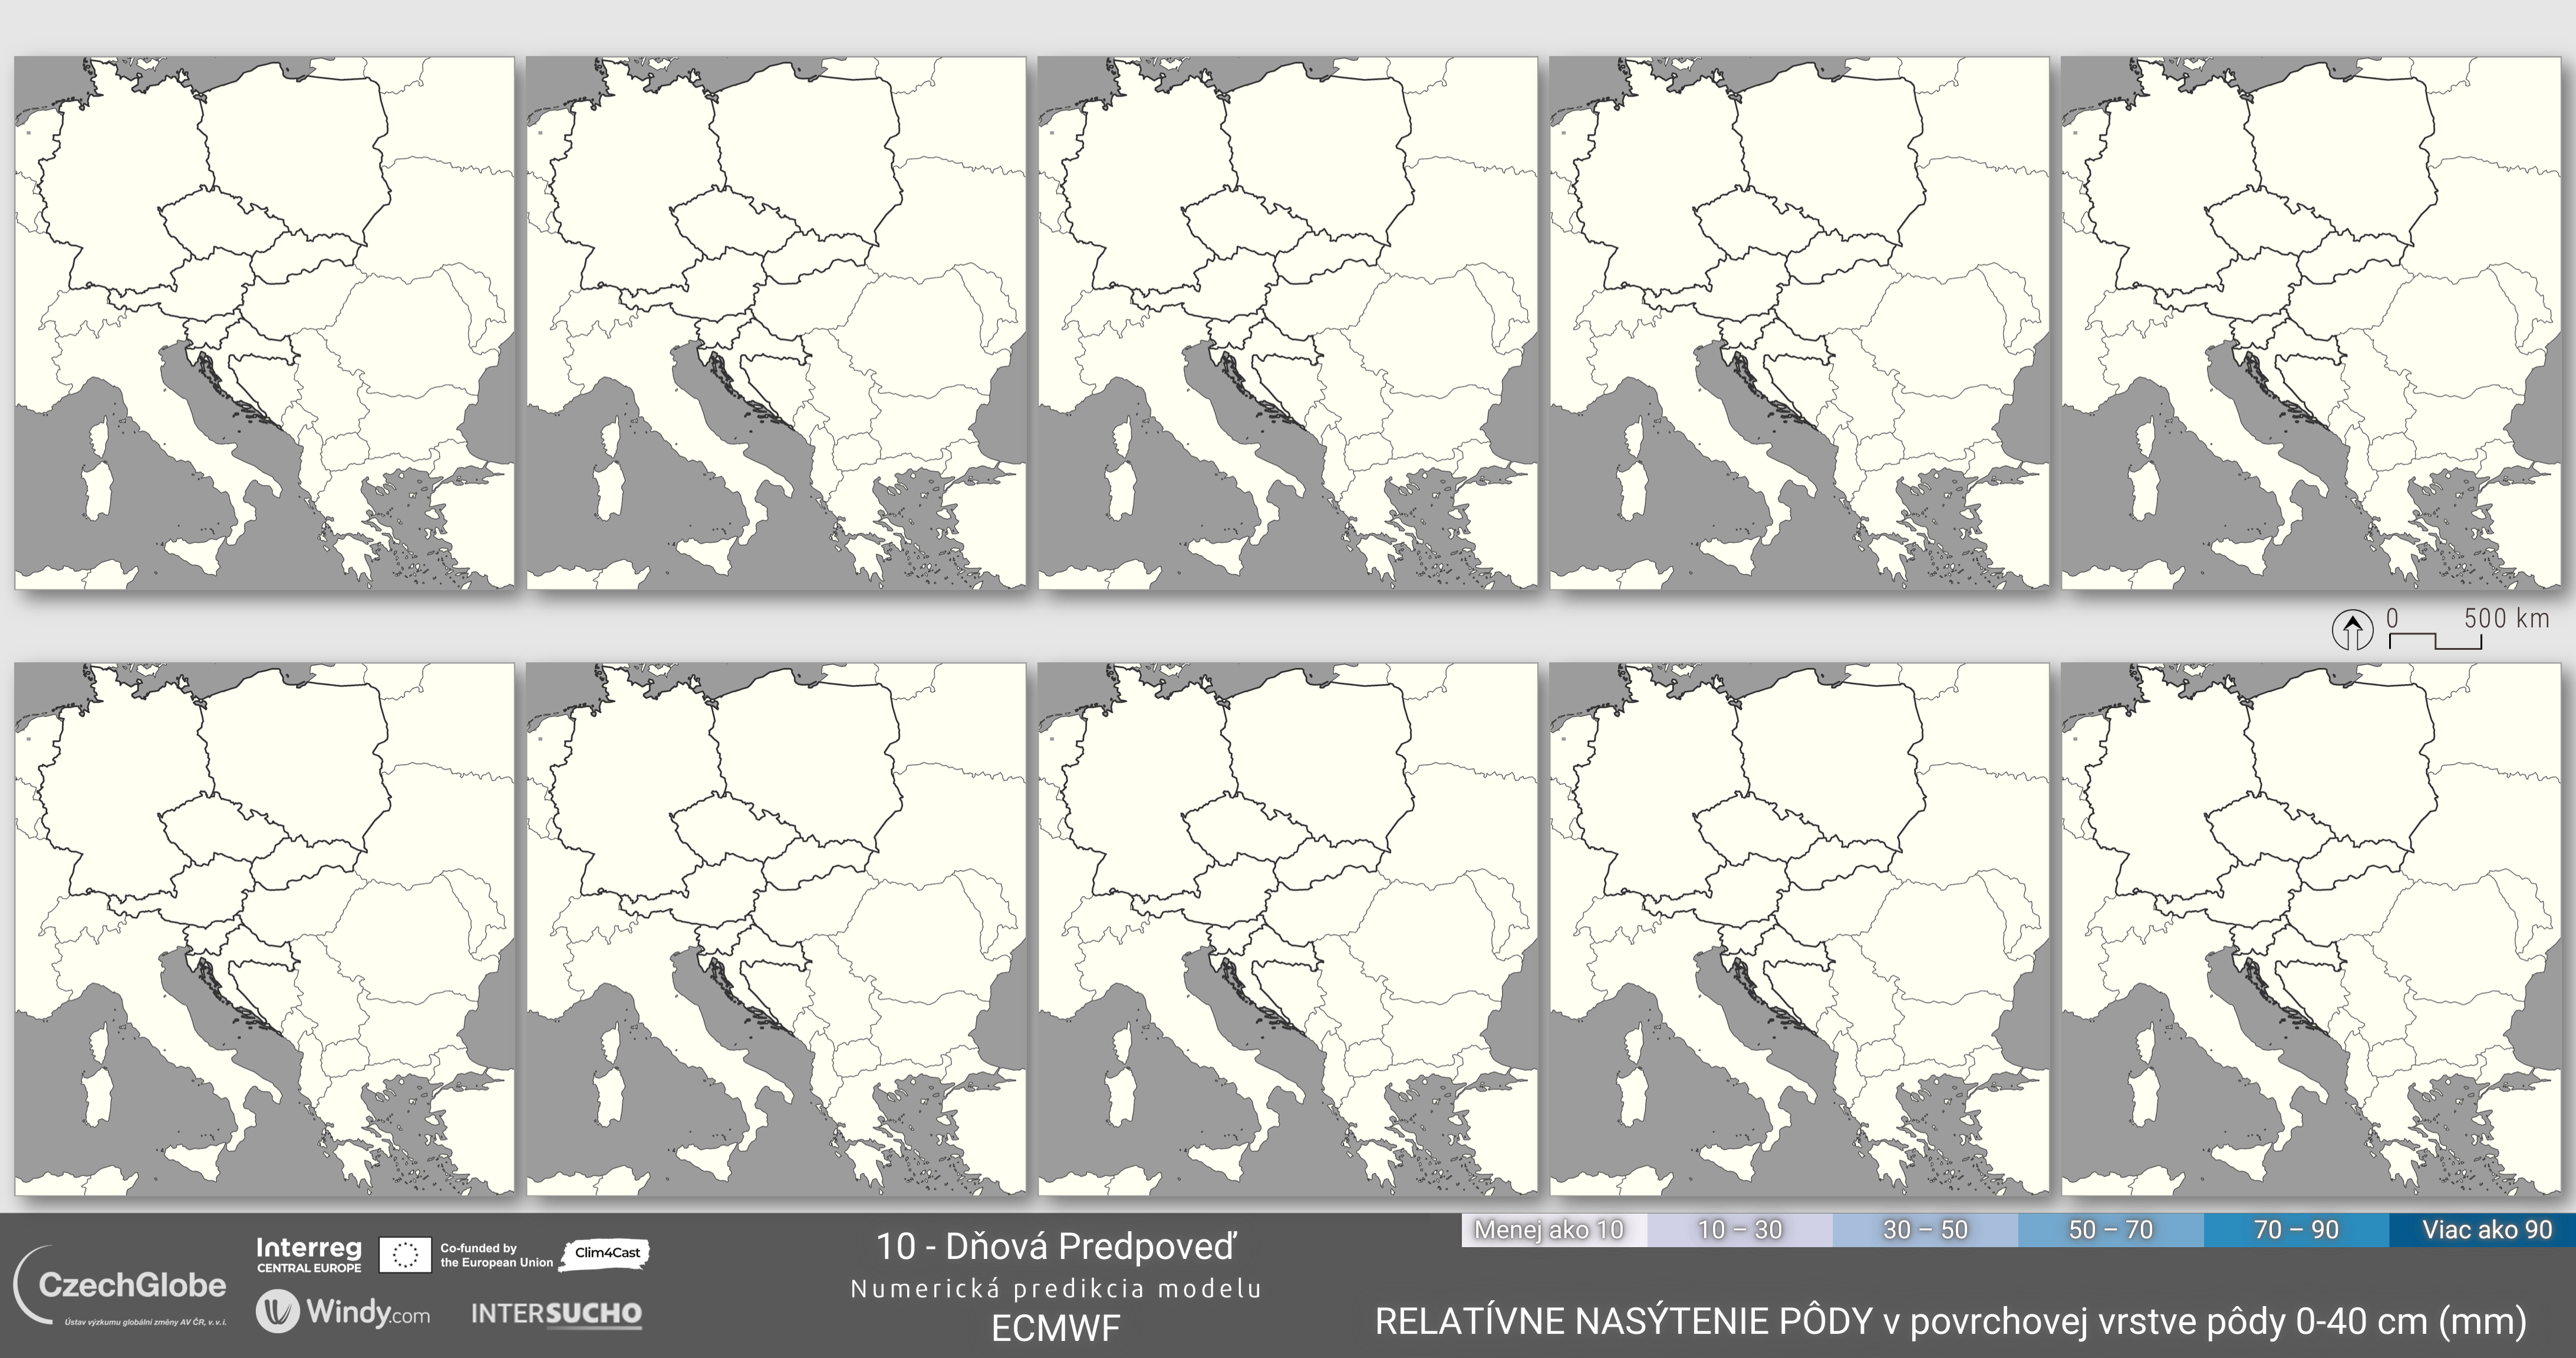 0 500 km
Menej ako 10 10 – 30 30 – 50 50 – 70 70 – 90 Viac ako 90
CzechGlobe
Ústav výzkumu globální změny AV ČR, v. v. i.
Interreg
CENTRAL EUROPE
Co-funded by
the European Union
Clim4Cast
Windy.com
INTERSUCHO
10 - Dňová Predpoveď
Numerická predikcia modelu
ECMWF
RELATÍVNE NASÝTENIE PÔDY v povrchovej vrstve pôdy 0-40 cm (mm)